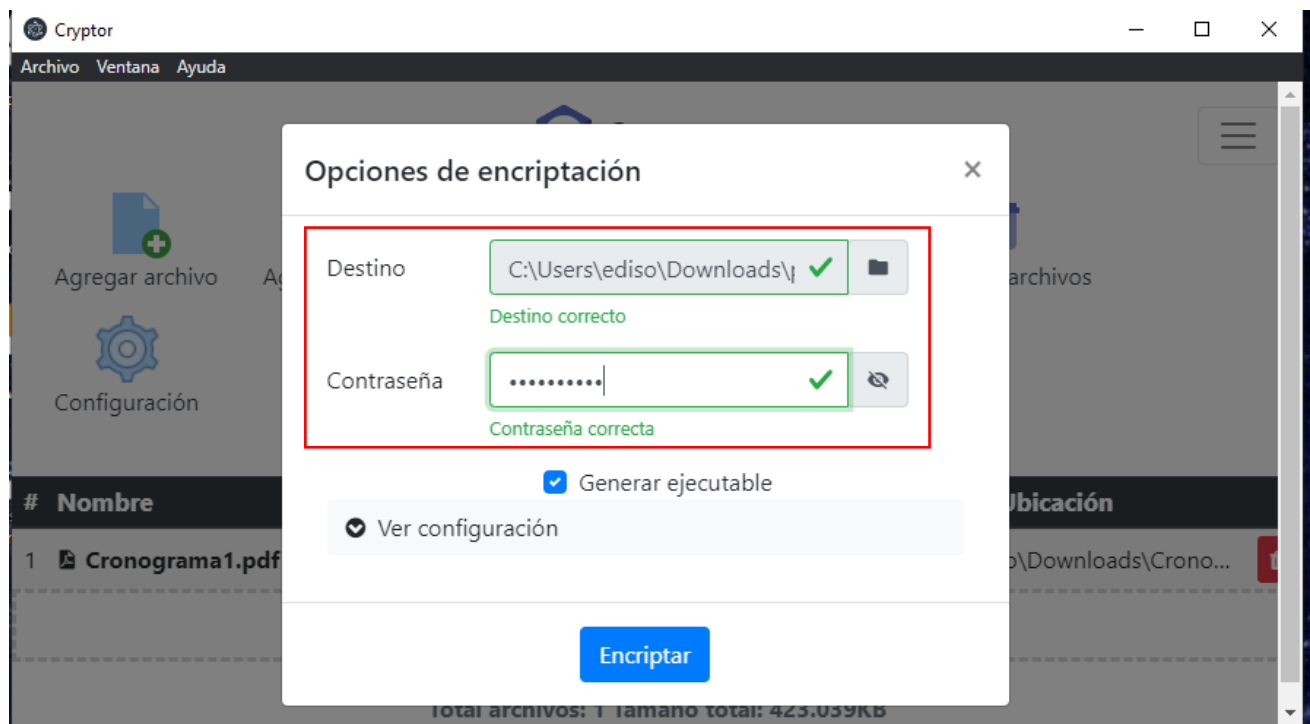 Cryptor
Archivo Ventana Ayuda
Opciones de encriptación
Agregar archivo
archivos
Configuración
Destino
C:\Users\ediso\Downloads\
Destino correcto
Contraseña
••••••••••
Contraseña correcta
Generar ejecutable
Ver configuración
# Nombre
Ubicación
1 Cronograma1.pdf
o\Downloads\Crono...
Encriptar
Total archivos: 1 Tamaño total: 423.039KB